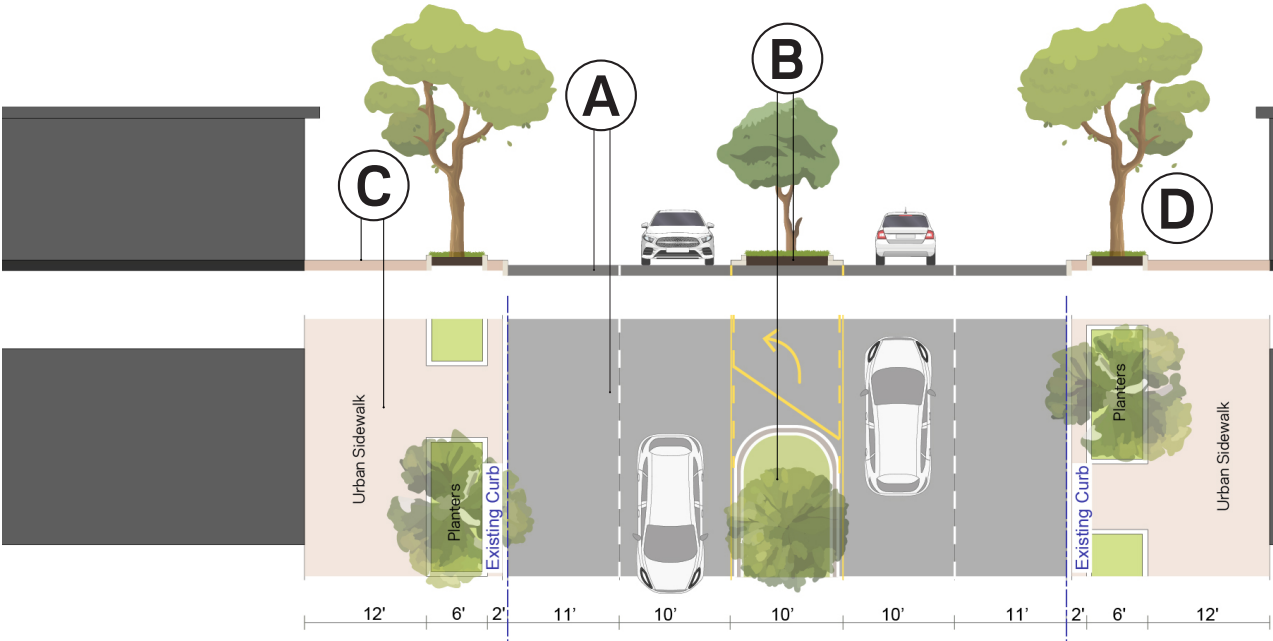 B
A
C
D
Urban Sidewalk
Planters
Existing Curb
Existing Curb
Planters
Urban Sidewalk
12' 6' 2' 11’ 10’ 10’ 10’ 11’ 2' 6' 12'